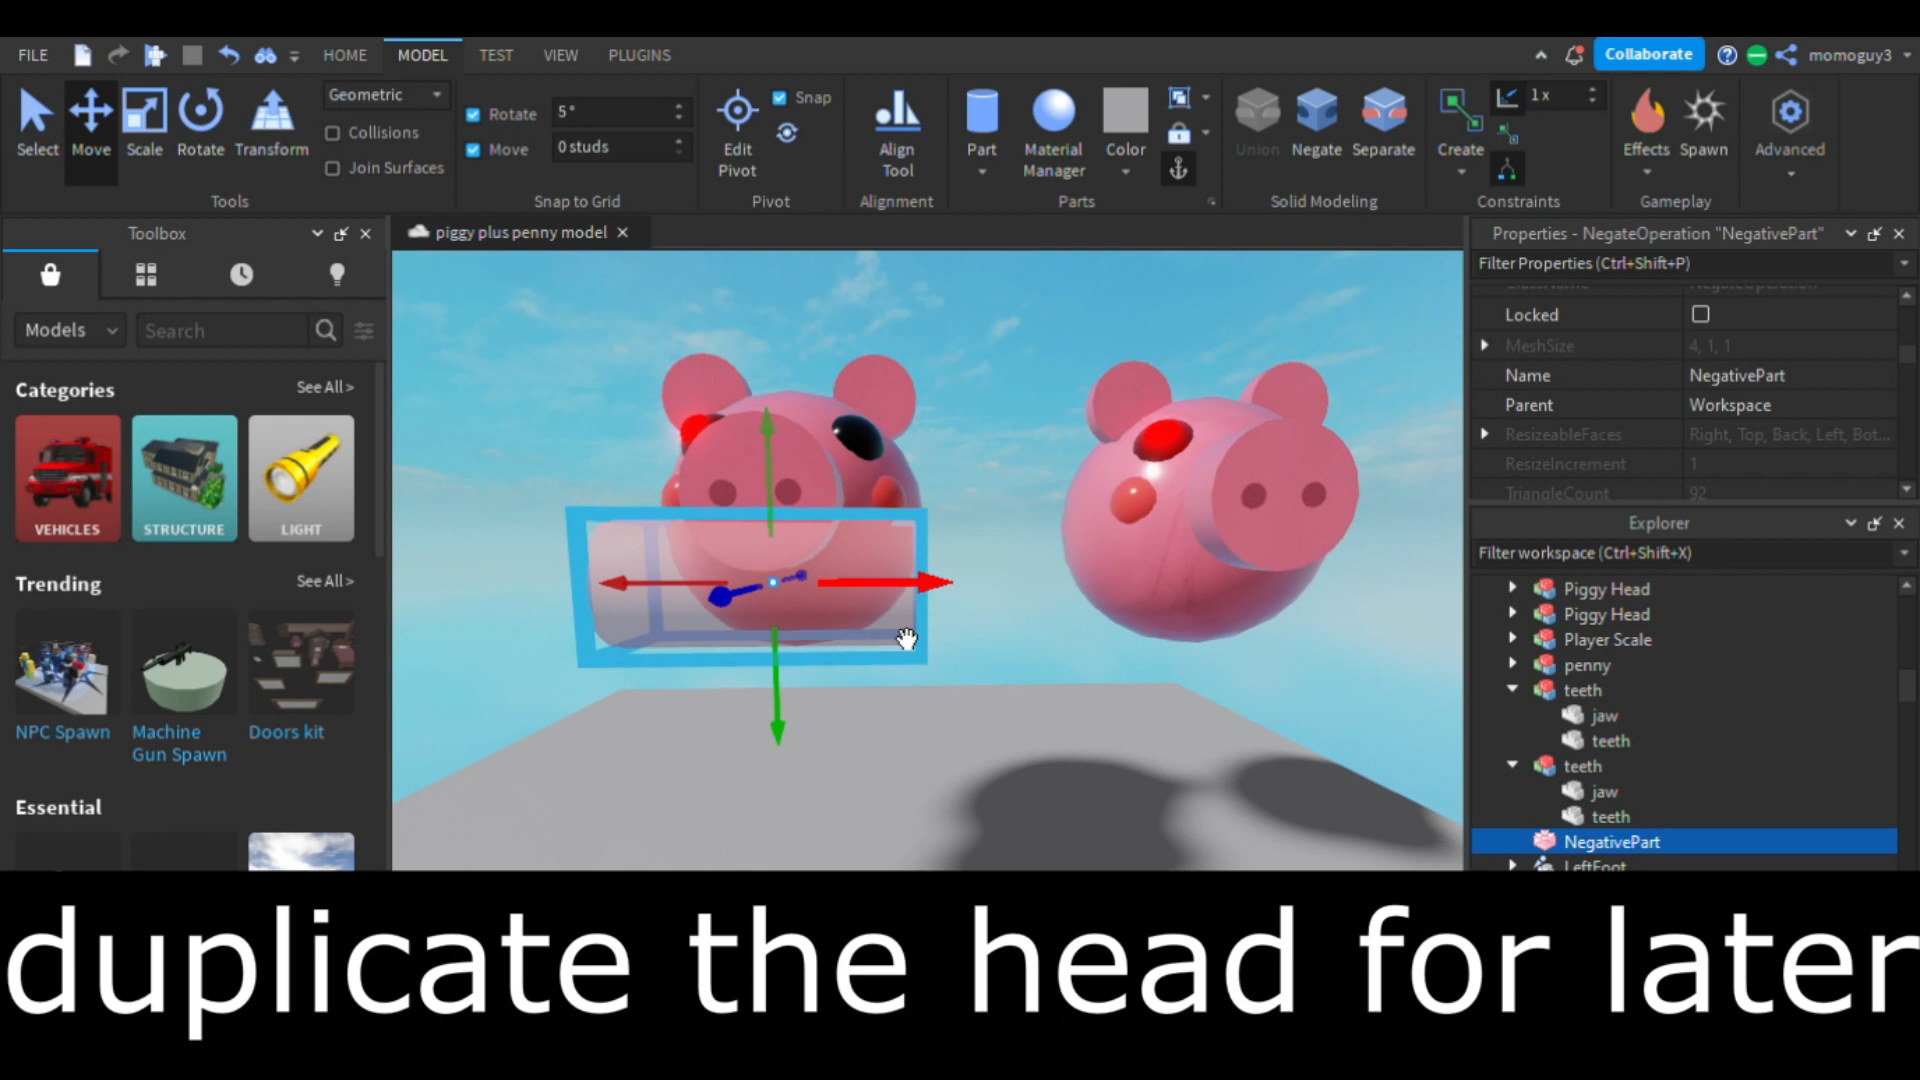 FILE
HOME
MODEL
TEST
VIEW
PLUGINS
Collaborate
momoguy3
Select
Move
Scale
Rotate
Transform
Geometric
Collisions
Join Surfaces
Tools
Rotate
5°
Move
0 studs
Snap to Grid
Edit
Pivot
Snap
Pivot
Align
Tool
Alignment
Part
Material
Manager
Color
Parts
Union
Negate
Separate
Solid Modeling
Create
1x
Constraints
Effects
Spawn
Gameplay
Advanced
Toolbox
piggy plus penny model
Models
Search
Categories
See All >
VEHICLES
STRUCTURE
LIGHT
Trending
See All >
NPC Spawn
Machine
Gun Spawn
Doors kit
Essential
Properties - NegateOperation "NegativePart"
Filter Properties (Ctrl+Shift+P)
ClassName NegateOperation
Locked
MeshSize 4, 1, 1
Name NegativePart
Parent Workspace
ResizeableFaces Right, Top, Back, Left, Bot...
ResizeIncrement 1
TriangleCount 92
Explorer
Filter workspace (Ctrl+Shift+X)
Piggy Head
Piggy Head
Player Scale
penny
teeth
jaw
teeth
teeth
jaw
teeth
NegativePart
LeftFoot
duplicate the head for later